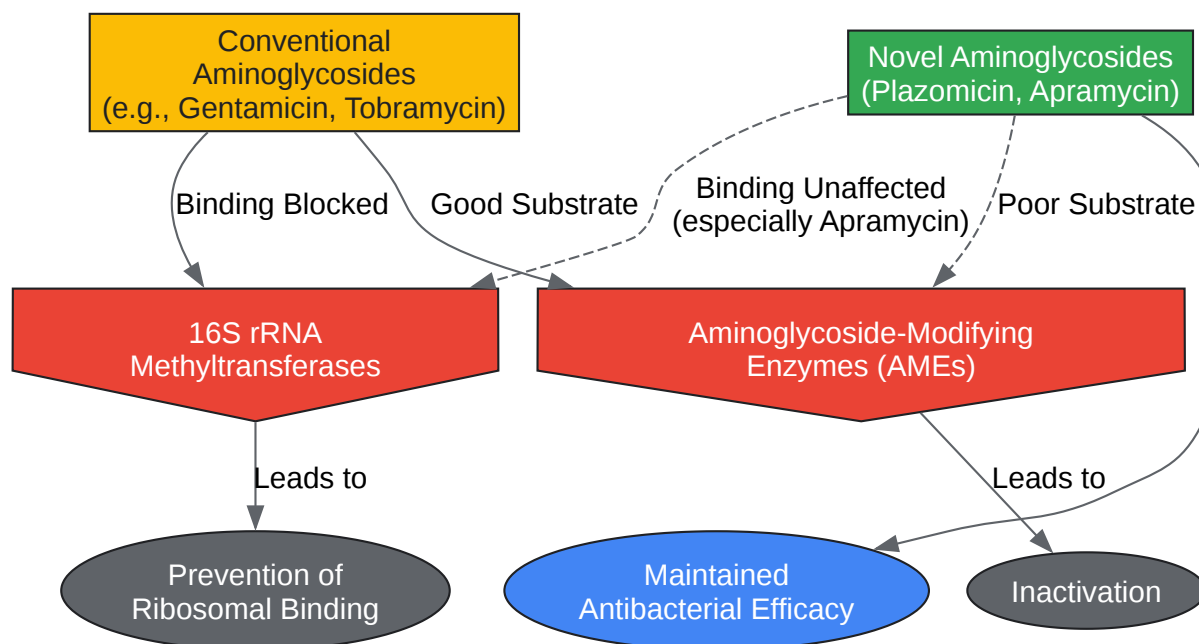 Conventional
Aminoglycosides
(e.g., Gentamicin, Tobramycin)
Novel Aminoglycosides
(Plazomicin, Apramycin)
Binding Blocked
Good Substrate
Binding Unaffected
(especially Apramycin)
Poor Substrate
16S rRNA
Methyltransferases
Aminoglycoside-Modifying
Enzymes (AMEs)
Leads to
Leads to
Prevention of
Ribosomal Binding
Maintained
Antibacterial Efficacy
Inactivation